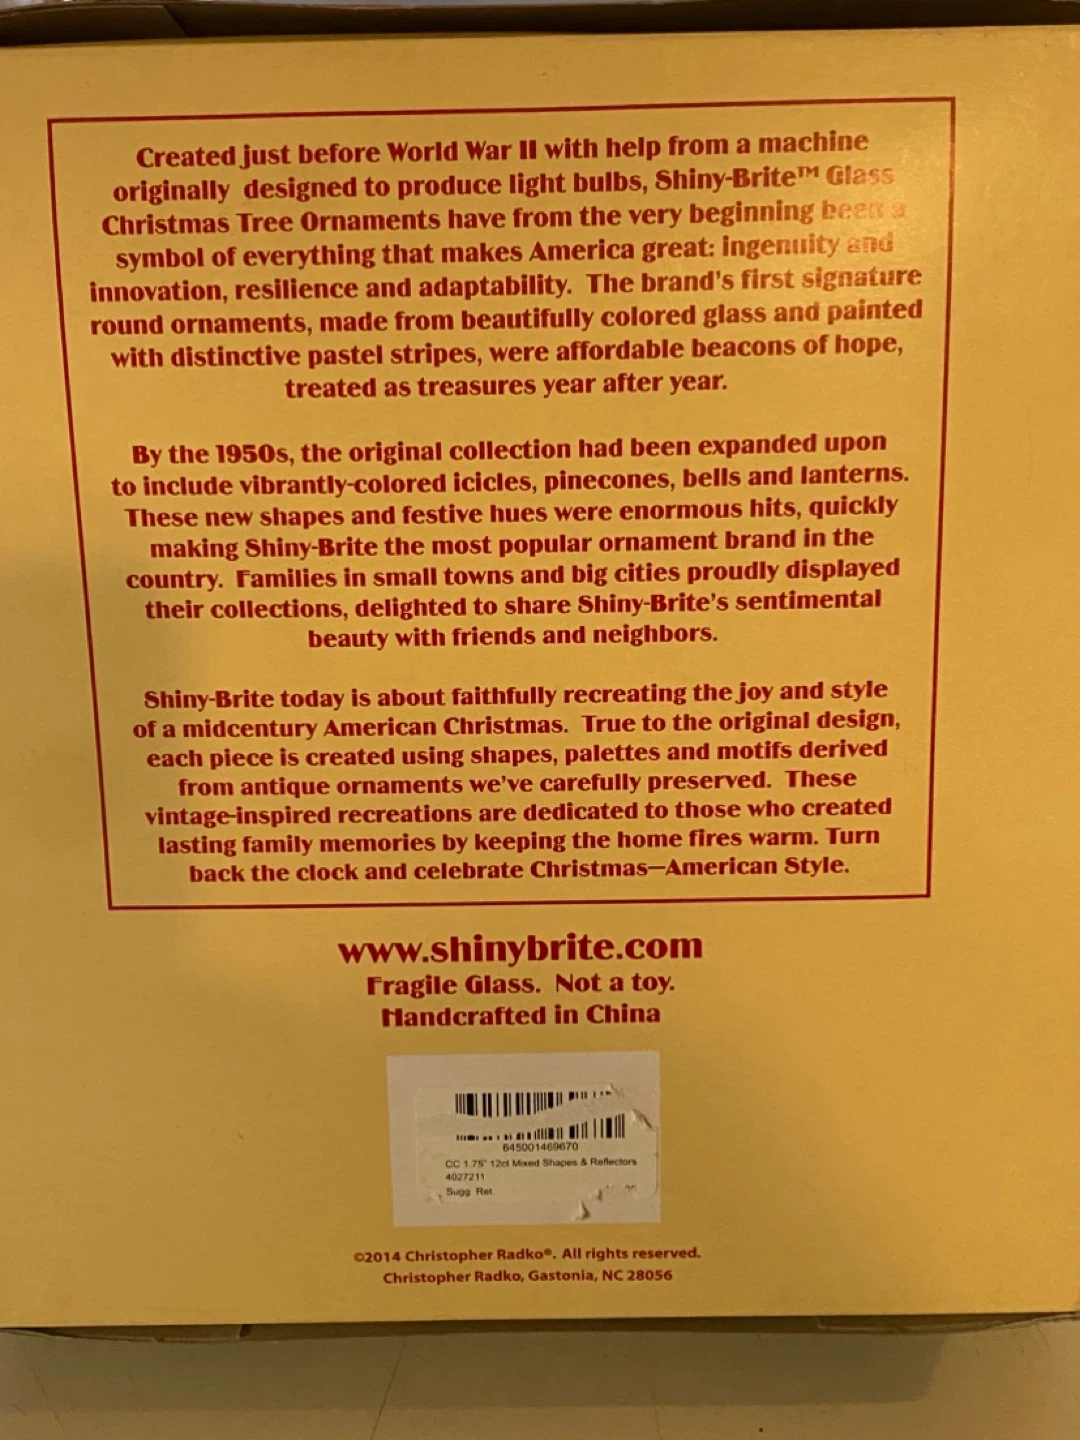 Created just before World War II with help from a machine
originally designed to produce light bulbs, Shiny-Brite™ Glass
Christmas Tree Ornaments have from the very beginning been a
symbol of everything that makes America great: ingenuity and
innovation, resilience and adaptability. The brand's first signature
round ornaments, made from beautifully colored glass and painted
with distinctive pastel stripes, were affordable beacons of hope,
treated as treasures year after year.
By the 1950s, the original collection had been expanded upon
to include vibrantly-colored icicles, pinecones, bells and lanterns.
These new shapes and festive hues were enormous hits, quickly
making Shiny-Brite the most popular ornament brand in the
country. Families in small towns and big cities proudly displayed
their collections, delighted to share Shiny-Brite's sentimental
beauty with friends and neighbors.
Shiny-Brite today is about faithfully recreating the joy and style
of a midcentury American Christmas. True to the original design,
each piece is created using shapes, palettes and motifs derived
from antique ornaments we've carefully preserved. These
vintage-inspired recreations are dedicated to those who created
lasting family memories by keeping the home fires warm. Turn
back the clock and celebrate Christmas—American Style.
www.shinybrite.com
Fragile Glass. Not a toy.
Handcrafted in China
645001469670
CC 1.75" 12ct Mixed Shapes & Reflectors
4027211
Sugg. Ret.
©2014 Christopher Radko®. All rights reserved.
Christopher Radko, Gastonia, NC 28056